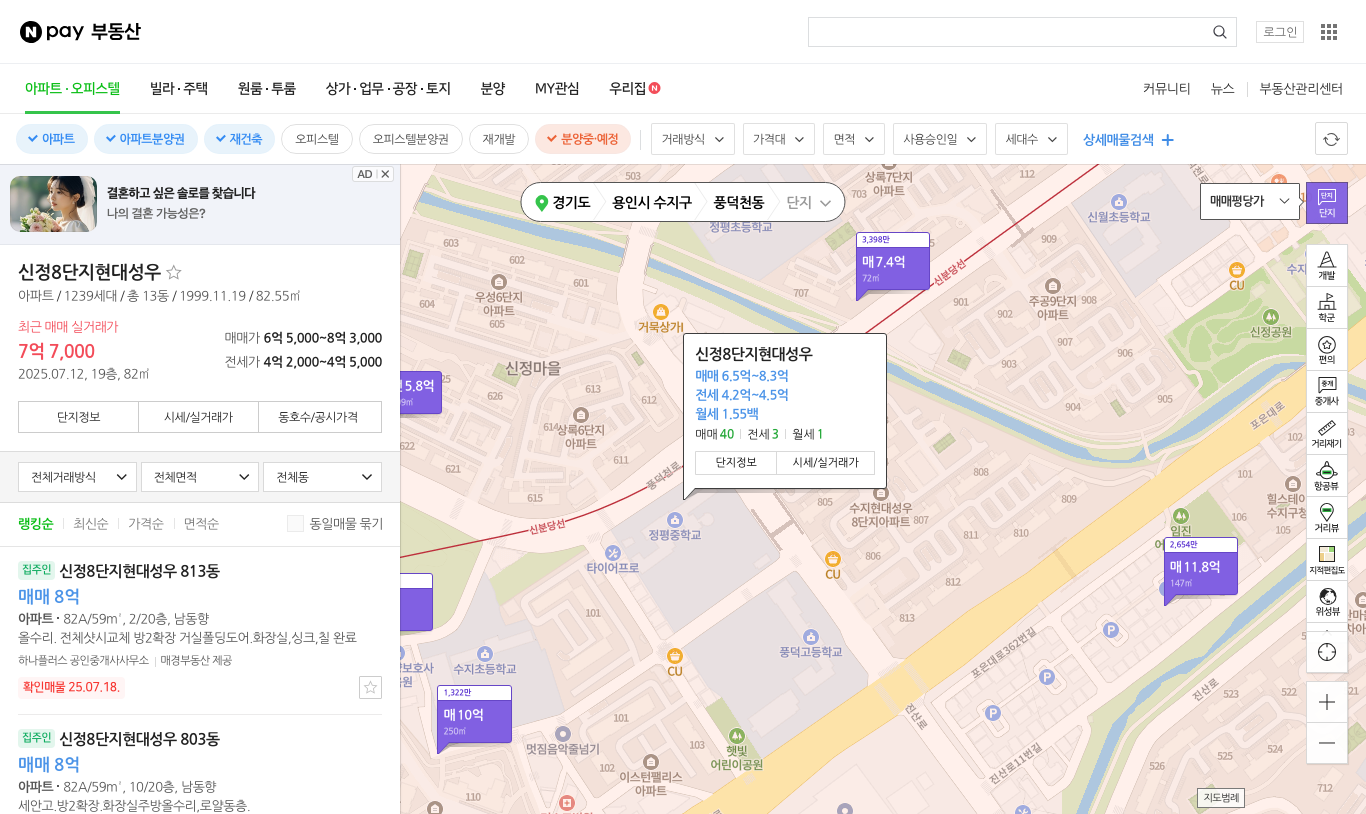 N pay 부동산
로그인
아파트·오피스텔
빌라·주택
원룸·투룸
상가·업무·공장·토지
분양
MY관심
우리집 N
커뮤니티
뉴스
부동산관리센터
아파트
아파트분양권
재건축
오피스텔
오피스텔분양권
재개발
분양중·예정
거래방식
가격대
면적
사용승인일
세대수
상세매물검색
AD
결혼하고 싶은 솔로를 찾습니다
나의 결혼 가능성은?
신정8단지현대성우
아파트 / 1239세대 / 총 13동 / 1999.11.19 / 82.55㎡
최근 매매 실거래가
7억 7,000
2025.07.12, 19층, 82㎡
매매가 6억 5,000~8억 3,000
전세가 4억 2,000~4억 5,000
단지정보
시세/실거래가
동호수/공시가격
전체거래방식
전체면적
전체동
랭킹순
최신순
가격순
면적순
동일매물 묶기
집주인 신정8단지현대성우 813동
매매 8억
아파트 · 82A/59m², 2/20층, 남동향
올수리. 전체샷시교체 방2확장 거실폴딩도어.화장실,싱크,칠 완료
하나플러스 공인중개사사무소
매경부동산 제공
확인매물 25.07.18.
집주인 신정8단지현대성우 803동
매매 8억
아파트 · 82A/59m², 10/20층, 남동향
세안고.방2확장.화장실주방올수리,로얄동층.
경기도
용인시 수지구
풍덕천동
단지
매매평당가
단지
단지
개발
학군
편의
중개
중개사
거리재기
항공뷰
거리뷰
지적편집도
위성뷰
지도범례
상록7단지
아파트
112
신월초등학교
정평초등학교
909
603
602
601
604
605
우성6단지
아파트
거묵상가
706
707
3,398만
매 7.4억
72㎡
신분당선
901
902
주공9단지
아파트
908
CU
신정공원
903
904
신정마을
613
612
616
617
621
622
614
615
상록6단지
아파트
5.8억
신정8단지현대성우
매매 6.5억~8.3억
전세 4.2억~4.5억
월세 1.55백
매매 40
전세 3
월세 1
단지정보
시세/실거래가
811
808
810
809
805
806
807
812
수지현대성우
8단지아파트
풍덕천로
신분당선
정평중학교
타이어프로
CU
포은대로
힐스테이
수지구청
임진
2,654만
매 11.8억
147㎡
101
102
103
110
수지초등학교
풍덕고등학교
CU
1,322만
매 10억
250㎡
멋짐음악줄넘기
이스턴팰리스
아파트
햇빛
어린이공원
포은대로362번길
진산로
진산로11번길
진산로
P
P
P
522
523
524
525
526
712